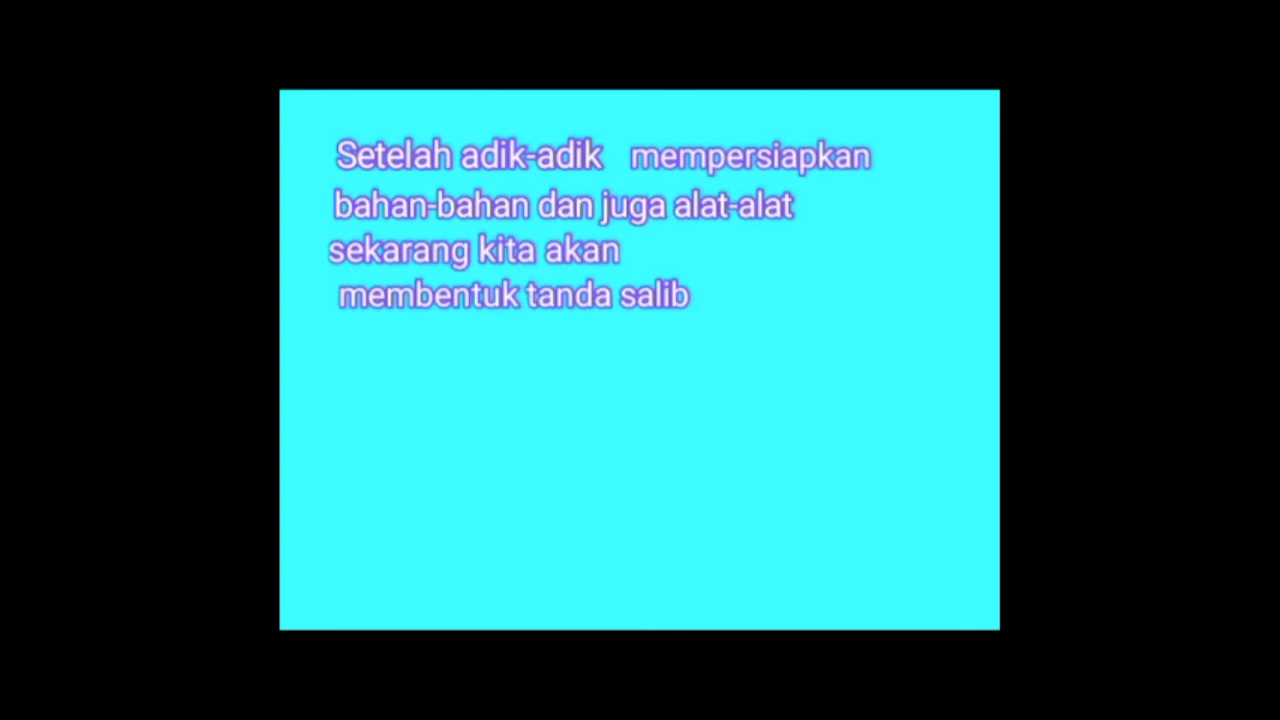 Setelah adik-adik mempersiapkan
bahan-bahan dan juga alat-alat
sekarang kita akan
membentuk tanda salib